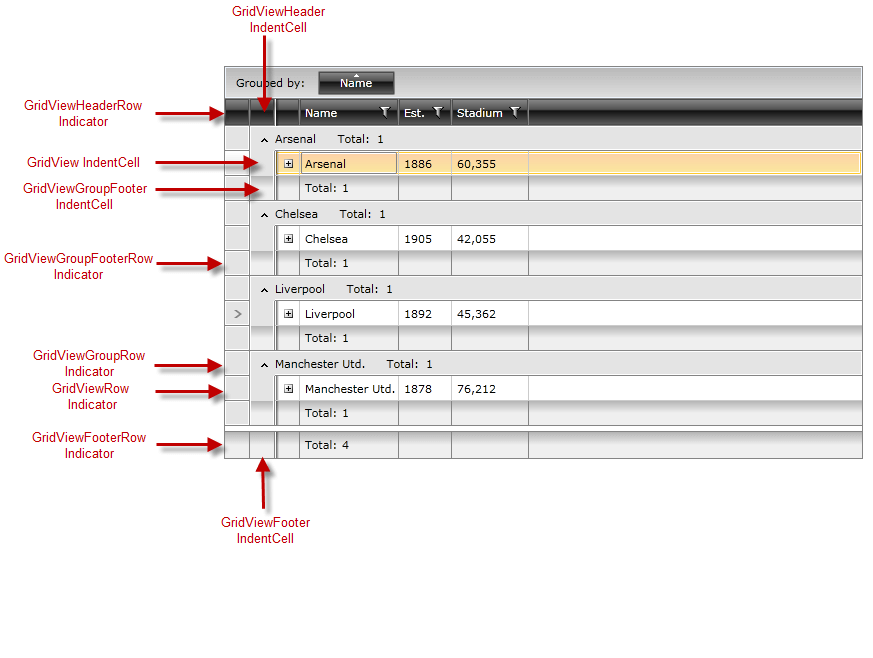 GridViewHeader
IndentCell
Grouped by: Name
GridViewHeaderRow
Indicator
Name Est. Stadium
Arsenal Total: 1
GridView IndentCell
Arsenal 1886 60,355
GridViewGroupFooter
IndentCell
Total: 1
Chelsea Total: 1
Chelsea 1905 42,055
GridViewGroupFooterRow
Indicator
Total: 1
Liverpool Total: 1
Liverpool 1892 45,362
Total: 1
GridViewGroupRow
Indicator
Manchester Utd. Total: 1
GridViewRow
Indicator
Manchester Utd. 1878 76,212
Total: 1
GridViewFooterRow
Indicator
Total: 4
GridViewFooter
IndentCell